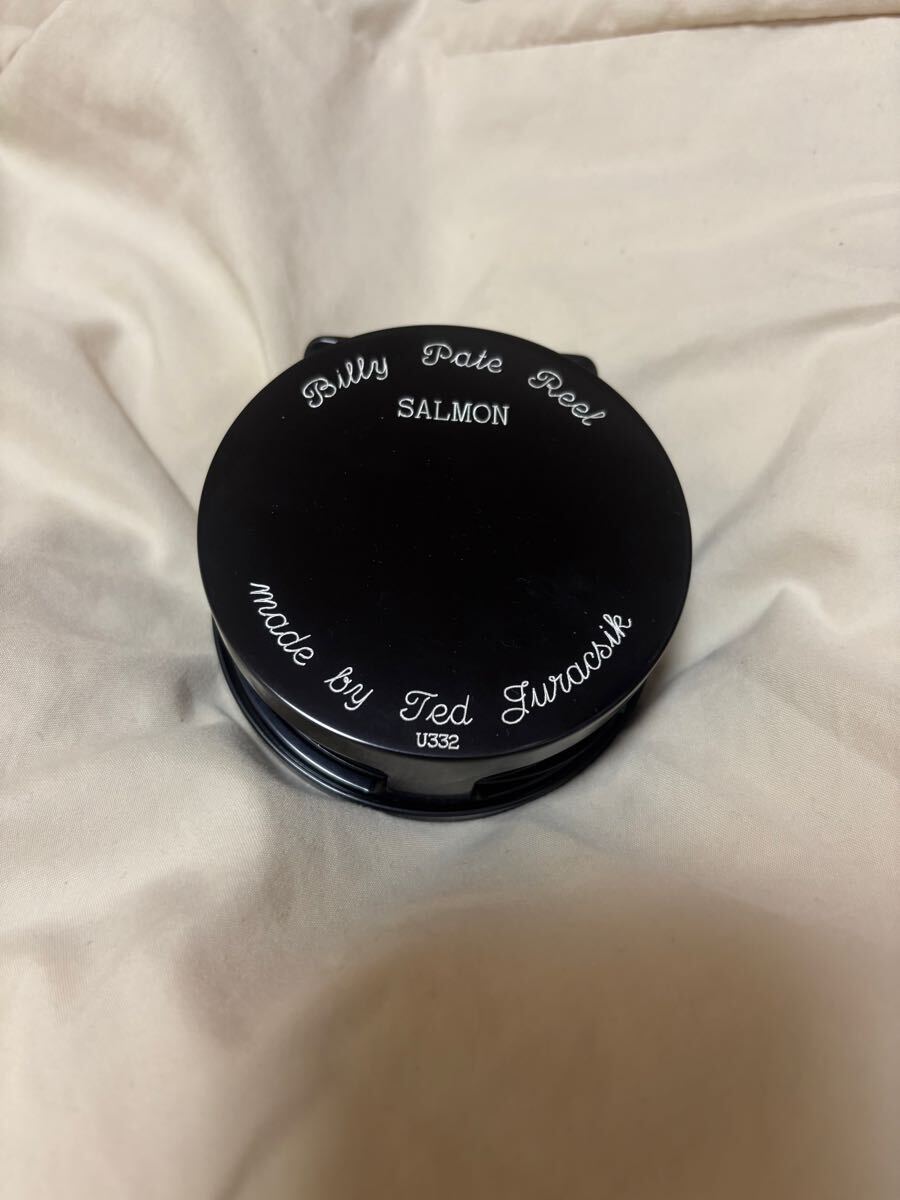 Billy Pate Reel
SALMON
made by Ted Juracsik
U332